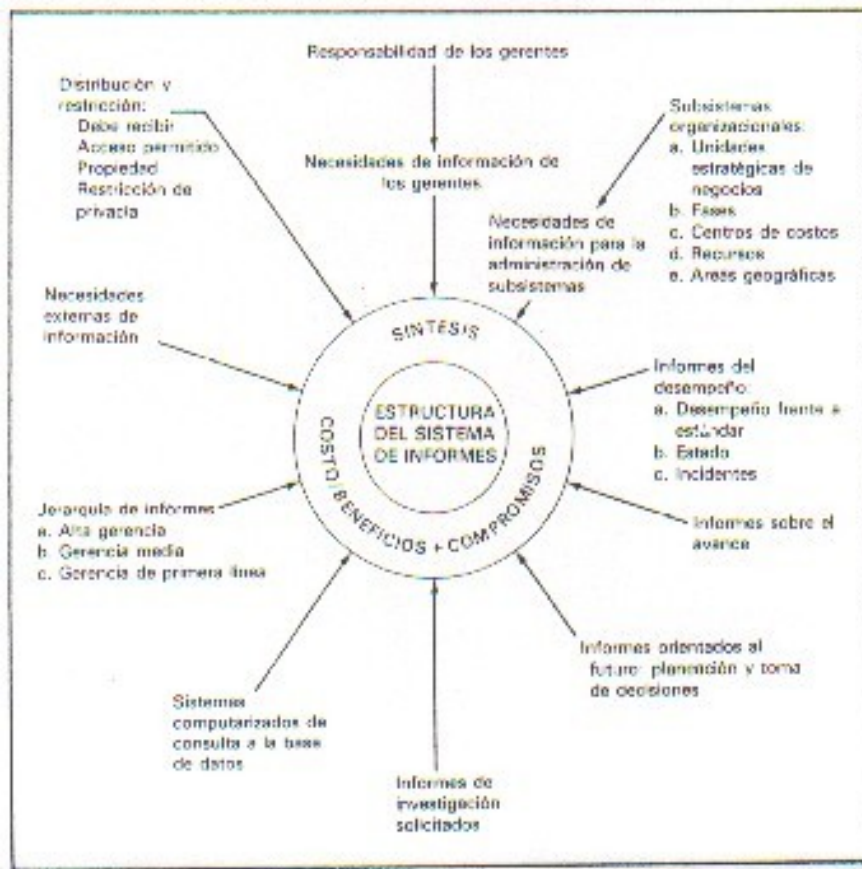 Responsabilidad de los gerentes
Distribución y
restricción:
Debe recibir
Acceso permitido
Propiedad
Restricción de
privacía
Necesidades de información de
los gerentes
Subsistemas
organizacionales:
a. Unidades
estratégicas de
negocios
b. Fases
c. Centros de costos
d. Recursos
e. Areas geográficas
Necesidades de
información para la
administración de
subsistemas
Necesidades
externas de
información
SINTESIS
ESTRUCTURA
DEL SISTEMA
DE INFORMES
COSTO/BENEFICIOS + COMPROMISOS
Informes del
desempeño:
a. Desempeño frente a
estándar
b. Estado
c. Incidentes
Jerarquía de informes
a. Alta gerencia
b. Gerencia media
c. Gerencia de primera línea
Informes sobre el
avance
Informes orientados al
futuro: planeación y toma
de decisiones
Sistemas
computarizados de
consulta a la base
de datos
Informes de
investigación
solicitados